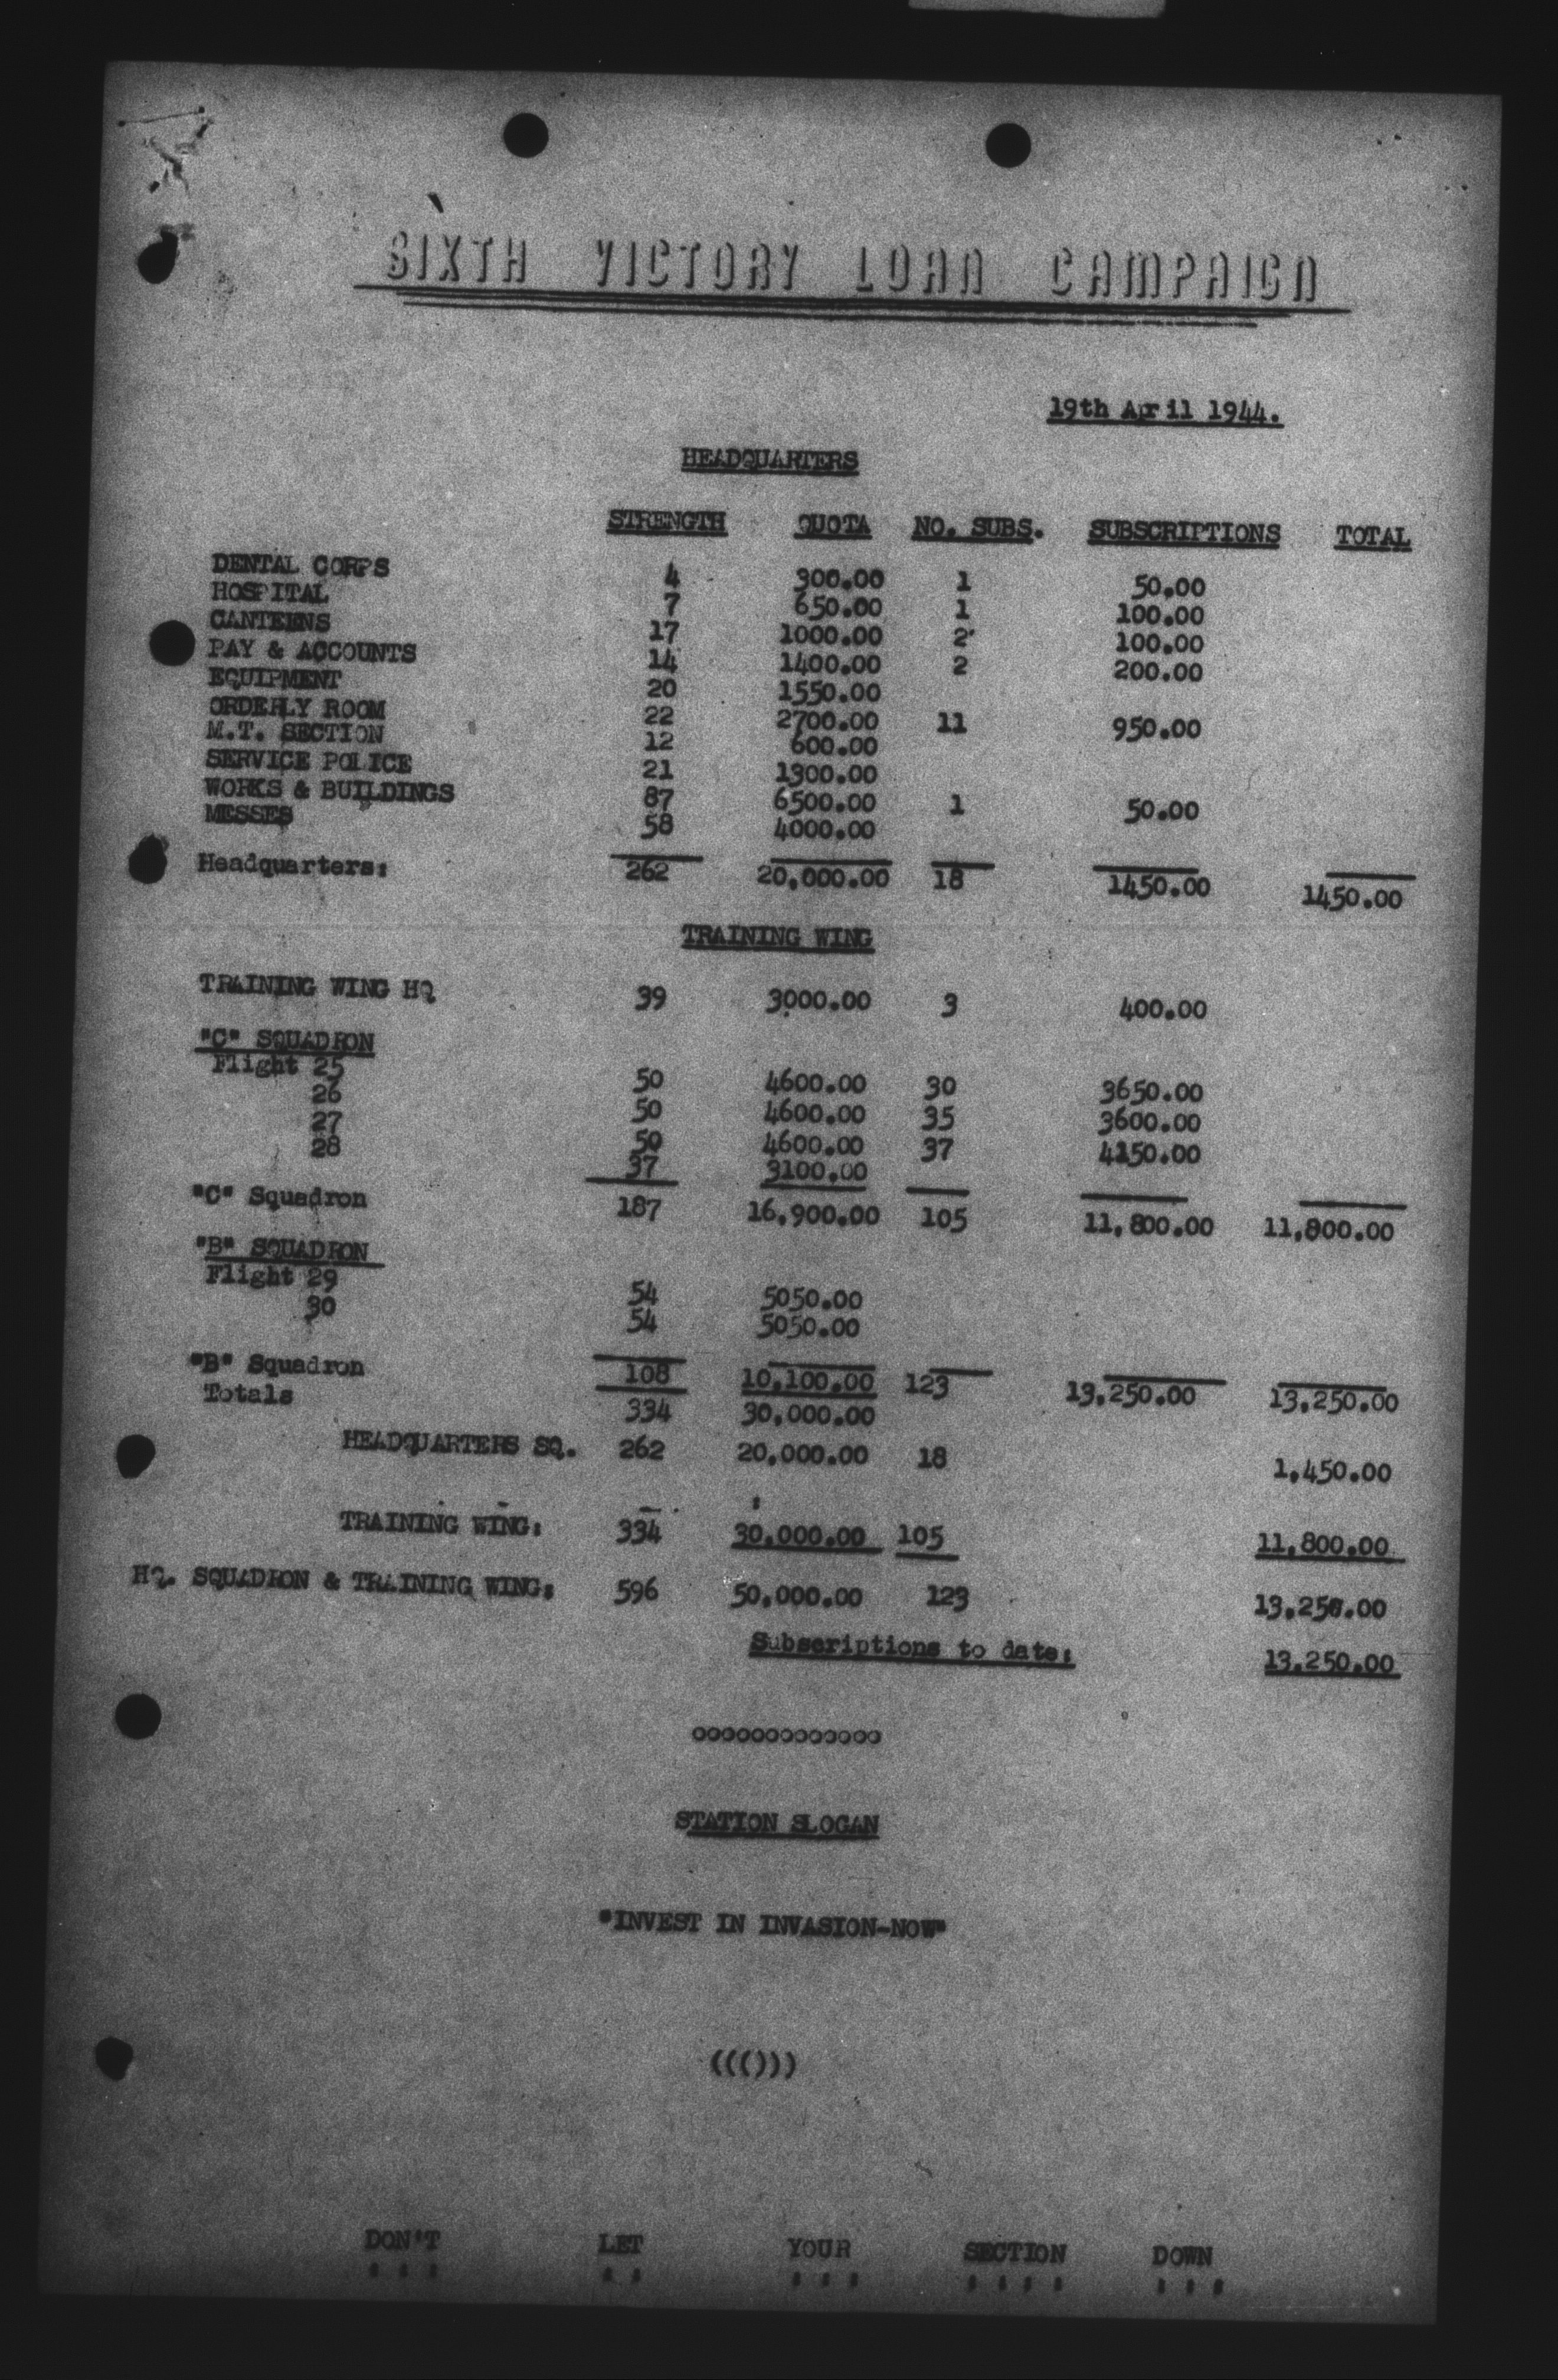 SIXTH VICTORY LOAN CAMPAIGN
19th April 1944.
HEADQUARTERS
STRENGTH QUOTA NO. SUBS. SUBSCRIPTIONS TOTAL
DENTAL CORPS 4 300.00 1 50.00
HOSPITAL 7 650.00 1 100.00
CANTEENS 17 1000.00 2 100.00
PAY & ACCOUNTS 14 1400.00 2 200.00
EQUIPMENT 20 1550.00
ORDERLY ROOM 22 2700.00 11 950.00
M.T. SECTION 12 600.00
SERVICE POLICE 21 1300.00
WORKS & BUILDINGS 87 6500.00 1 50.00
MESSES 58 4000.00
Headquarters: 262 20,000.00 18 1450.00 1450.00
TRAINING WING
TRAINING WING HQ 39 3000.00 3 400.00
"C" SQUADRON
Flight 25 50 4600.00 30 3650.00
26 50 4600.00 35 3600.00
27 50 4600.00 37 4150.00
28 37 3100.00
"C" Squadron 187 16,900.00 105 11,800.00 11,800.00
"B" SQUADRON
Flight 29 54 5050.00
30 54 5050.00
"B" Squadron 108 10,100.00 123 13,250.00 13,250.00
Totals 334 30,000.00
HEADQUARTERS SQ. 262 20,000.00 18 1,450.00
TRAINING WING: 334 30,000.00 105 11,800.00
HQ. SQUADRON & TRAINING WING: 596 50,000.00 123 13,250.00
Subscriptions to date: 13,250.00
ooooooooooooo
STATION SLOGAN
"INVEST IN INVASION-NOW"
((()))
DON'T LET YOUR SECTION DOWN